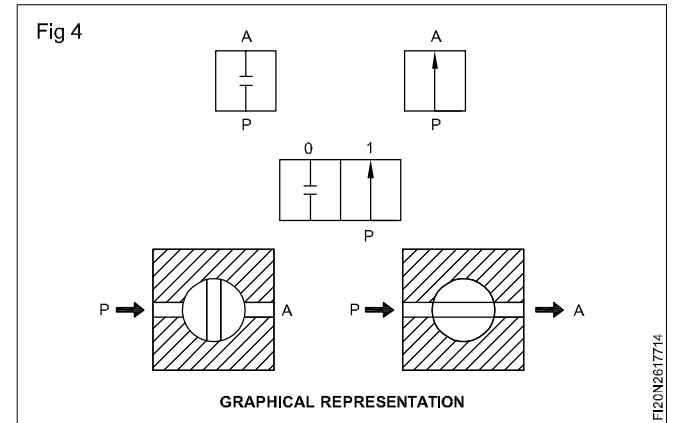 Fig 4
A A
P P
0 1
P
P A P A
GRAPHICAL REPRESENTATION
FI20N2617714